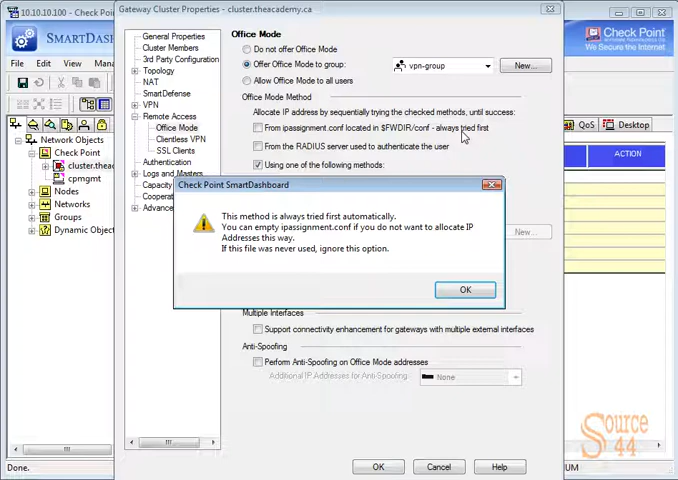 10.10.10.100 - Check Point
SmartDash
Check Point
We Secure the Internet.
File
Edit
View
Network Objects
Check Point
cpmgmt
Nodes
Networks
Groups
Dynamic Objec
Done.
Gateway Cluster Properties - cluster.theacademy.ca
General Properties
Cluster Members
3rd Party Configuration
Topology
NAT
SmartDefense
VPN
Remote Access
Office Mode
Clientless VPN
SSL Clients
Authentication
Logs and Masters
Capacity
Advanc
Office Mode
Do not offer Office Mode
Offer Office Mode to group:
vpn-group
New...
Allow Office Mode to all users
Office Mode Method
Allocate IP address by sequentially trying the checked methods, until success:
From ipassignment.conf located in $FWDIR/conf - always tried first
From the RADIUS server used to authenticate the user
Using one of the following methods:
New...
Check Point SmartDashboard
This method is always tried first automatically.
You can empty ipassignment.conf if you do not want to allocate IP
Addresses this way.
If this file was never used, ignore this option.
OK
Multiple Interfaces
Support connectivity enhancement for gateways with multiple external interfaces
Anti-Spoofing
Perform Anti-Spoofing on Office Mode addresses
Additional IP Addresses for Anti-Spoofing:
None
OK
Cancel
Help
QoS
Desktop
ACTION
Source
44
UM